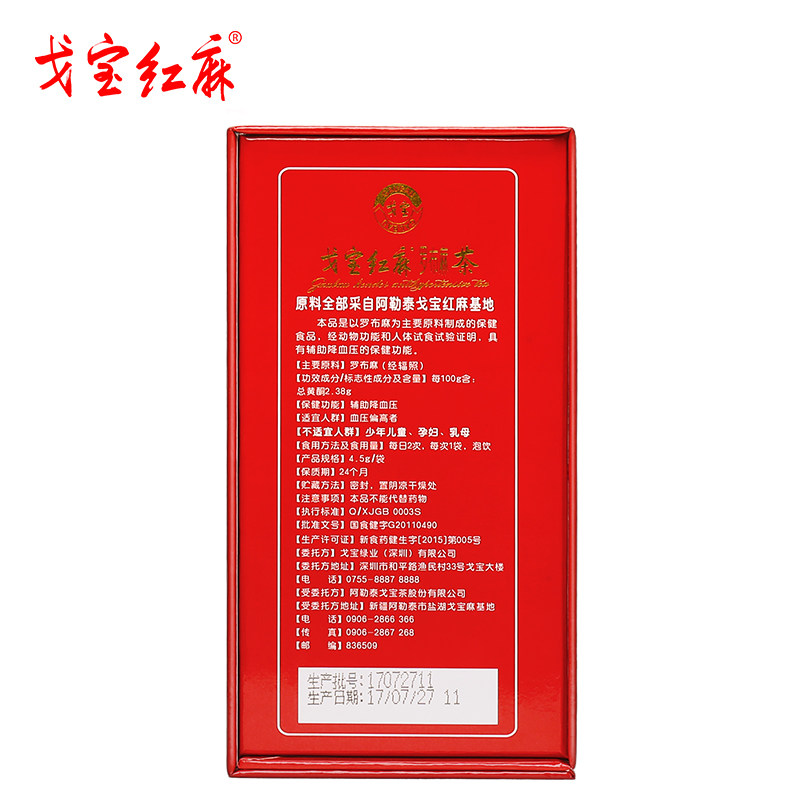 戈宝红麻®
戈宝
戈宝红麻罗布麻茶
原料全部采自阿勒泰戈宝红麻基地
本品是以罗布麻为主要原料制成的保健
食品，经动物功能和人体试食试验证明，具
有辅助降血压的保健功能。
【主要原料】罗布麻（经辐照）
【功效成分/标志性成分及含量】每100g含：
总黄酮2.38g
【保健功能】辅助降血压
【适宜人群】血压偏高者
【不适宜人群】少年儿童、孕妇、乳母
【食用方法及食用量】每日2次，每次1袋，泡饮
【产品规格】4.5g/袋
【保质期】24个月
【贮藏方法】密封，置阴凉干燥处
【注意事项】本品不能代替药物
【执行标准】Q/XJGB 0003S
【批准文号】国食健字G20110490
【生产许可证】新食药健生字[2015]第005号
【委托方】戈宝绿业（深圳）有限公司
【委托方地址】深圳市和平路渔民村33号戈宝大楼
【电 话】0755-8887 8888
【受委托方】阿勒泰戈宝茶股份有限公司
【受委托方地址】新疆阿勒泰市盐湖戈宝麻基地
【电 话】0906-2866 366
【传 真】0906-2867 268
【邮 编】836509
生产批号:17072711
生产日期:17/07/27 11